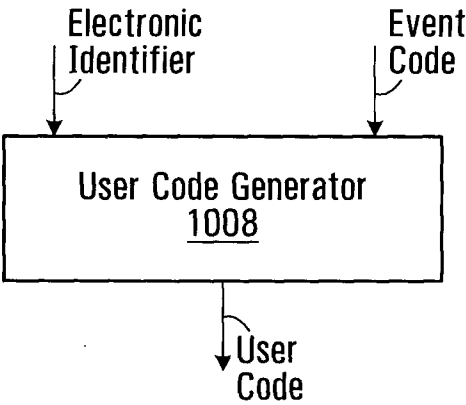 Electronic
Identifier
Event
Code
User Code Generator
1008
User
Code